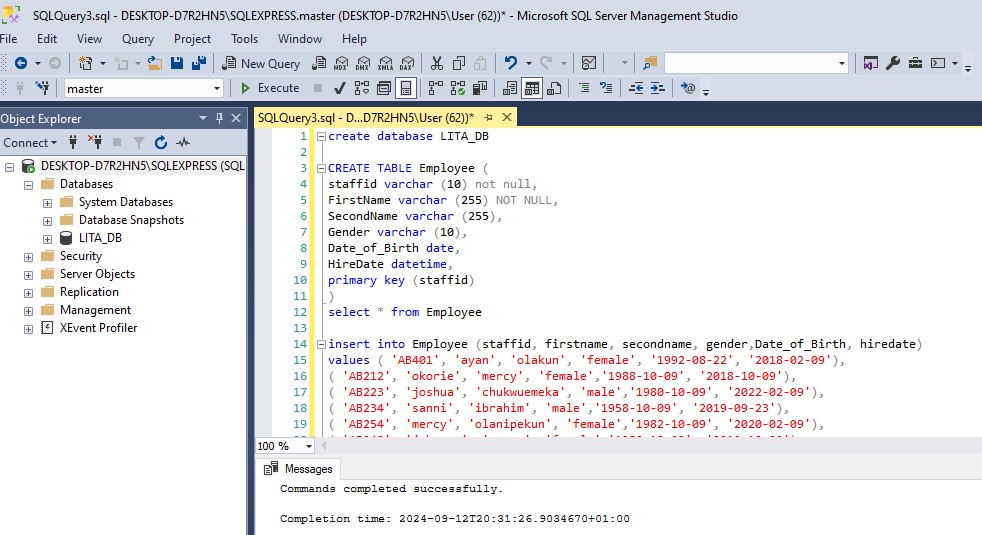 SQLQuery3.sql - DESKTOP-D7R2HN5\SQLEXPRESS.master (DESKTOP-D7R2HN5\User (62))* - Microsoft SQL Server Management Studio
File Edit View Query Project Tools Window Help
New Query MDX DMX XMLA DAX
master Execute
Object Explorer
SQLQuery3.sql - D...D7R2HN5\User (62))*
Connect
DESKTOP-D7R2HN5\SQLEXPRESS (SQL
Databases
System Databases
Database Snapshots
LITA_DB
Security
Server Objects
Replication
Management
XEvent Profiler
1 create database LITA_DB
2
3 CREATE TABLE Employee (
4 staffid varchar (10) not null,
5 FirstName varchar (255) NOT NULL,
6 SecondName varchar (255),
7 Gender varchar (10),
8 Date_of_Birth date,
9 HireDate datetime,
10 primary key (staffid)
11 )
12 select * from Employee
13
14 insert into Employee (staffid, firstname, secondname, gender,Date_of_Birth, hiredate)
15 values ( 'AB401', 'ayan', 'olakun', 'female', '1992-08-22', '2018-02-09'),
16 ( 'AB212', 'okorie', 'mercy', 'female','1988-10-09', '2018-10-09'),
17 ( 'AB223', 'joshua', 'chukwuemeka', 'male','1980-10-09', '2022-02-09'),
18 ( 'AB234', 'sanni', 'ibrahim', 'male','1958-10-09', '2019-09-23'),
19 ( 'AB254', 'mercy', 'olanipekun', 'female','1982-10-09', '2020-02-09'),
100 %
Messages
Commands completed successfully.
Completion time: 2024-09-12T20:31:26.9034670+01:00